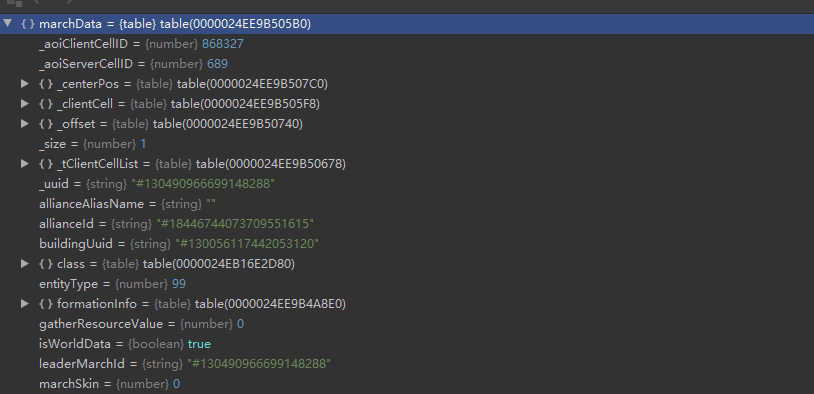 marchData = {table} table(0000024EE9B505B0)
_aoiClientCellID = {number} 868327
_aoiServerCellID = {number} 689
_centerPos = {table} table(0000024EE9B507C0)
_clientCell = {table} table(0000024EE9B505F8)
_offset = {table} table(0000024EE9B50740)
_size = {number} 1
_tClientCellList = {table} table(0000024EE9B50678)
_uuid = {string} "#130490966699148288"
allianceAliasName = {string} ""
allianceId = {string} "#18446744073709551615"
buildingUuid = {string} "#130056117442053120"
class = {table} table(0000024EB16E2D80)
entityType = {number} 99
formationInfo = {table} table(0000024EE9B4A8E0)
gatherResourceValue = {number} 0
isWorldData = {boolean} true
leaderMarchId = {string} "#130490966699148288"
marchSkin = {number} 0